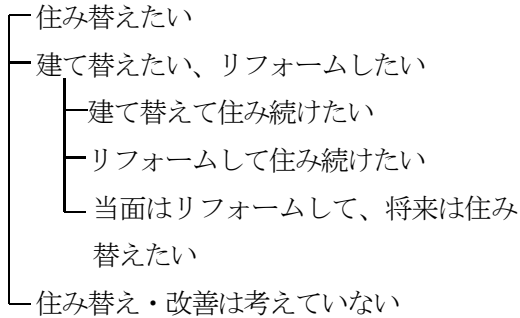 住み替えたい
建て替えたい、リフォームしたい
建て替えて住み続けたい
リフォームして住み続けたい
当面はリフォームして、将来は住み
替えたい
住み替え・改善は考えていない